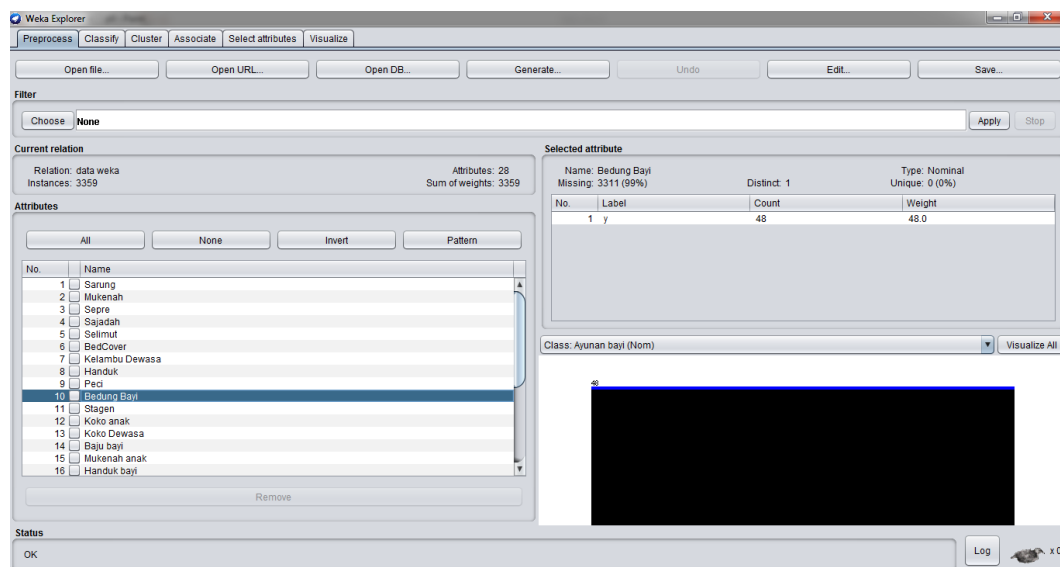 Weka Explorer
Preprocess Classify Cluster Associate Select attributes Visualize
Open file... Open URL... Open DB... Generate... Undo Edit... Save...
Filter
Choose None Apply Stop
Current relation
Relation: data weka Attributes: 28
Instances: 3359 Sum of weights: 3359
Selected attribute
Name: Bedung Bayi Type: Nominal
Missing: 3311 (99%) Distinct: 1 Unique: 0 (0%)
No. Label Count Weight
1 y 48 48.0
Attributes
All None Invert Pattern
No. Name
1 Sarung
2 Mukenah
3 Sepre
4 Sajadah
5 Selimut
6 BedCover
7 Kelambu Dewasa
8 Handuk
9 Peci
10 Bedung Bayi
11 Stagen
12 Koko anak
13 Koko Dewasa
14 Baju bayi
15 Mukenah anak
16 Handuk bayi
Remove
Class: Ayunan bayi (Nom) Visualize All
48
Status
OK
Log x 0